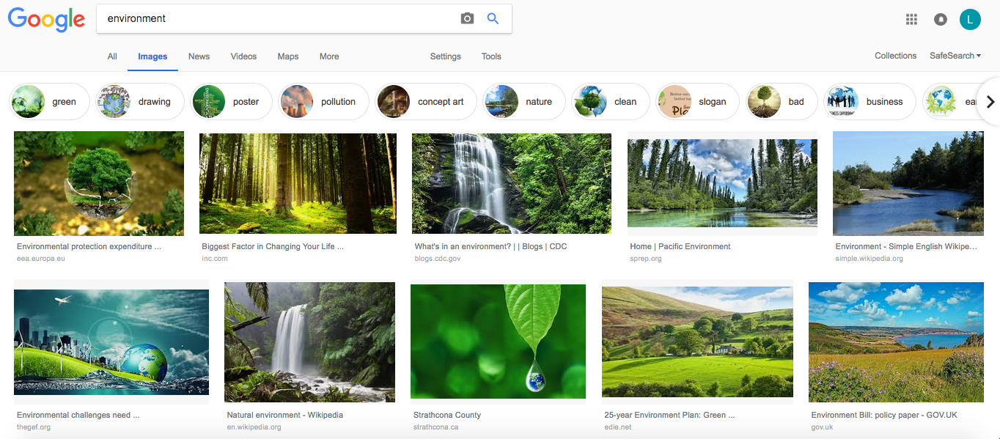 Google
environment
L
All Images News Videos Maps More Settings Tools
Collections SafeSearch
green drawing poster pollution concept art nature clean slogan bad business
Environmental protection expenditure ...
eea.europa.eu
Biggest Factor in Changing Your Life ...
inc.com
What's in an environment? | | Blogs | CDC
blogs.cdc.gov
Home | Pacific Environment
sprep.org
Environment - Simple English Wikipe...
simple.wikipedia.org
Environmental challenges need ...
thegef.org
Natural environment - Wikipedia
en.wikipedia.org
Strathcona County
strathcona.ca
25-year Environment Plan: Green ...
edie.net
Environment Bill: policy paper - GOV.UK
gov.uk